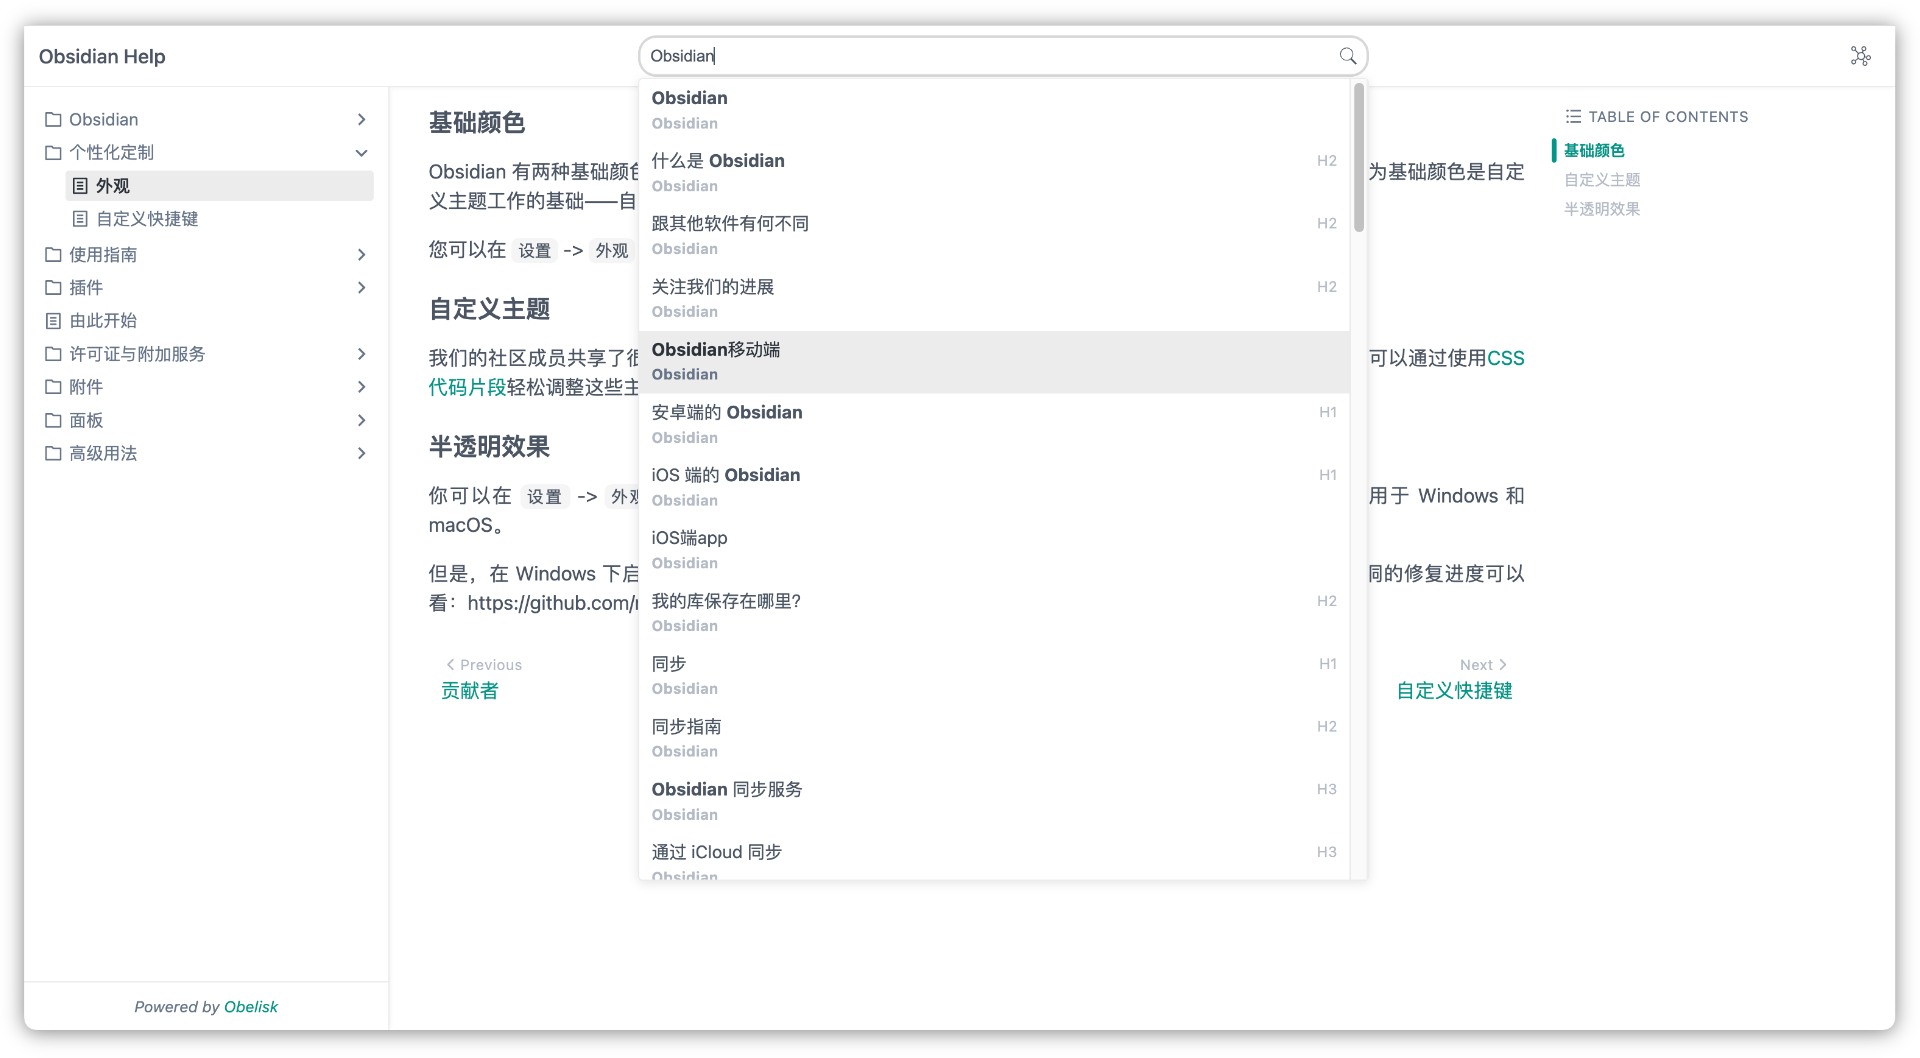 Obsidian Help
Obsidian
Obsidian
个性化定制
外观
自定义快捷键
使用指南
插件
由此开始
许可证与附加服务
附件
面板
高级用法
Powered by Obelisk
基础颜色
Obsidian 有两种基础颜色
为基础颜色是自定
义主题工作的基础——自
您可以在 设置 -> 外观
自定义主题
我们的社区成员共享了很
可以通过使用CSS
代码片段轻松调整这些主
半透明效果
你可以在 设置 -> 外观
用于 Windows 和
macOS。
但是，在 Windows 下启
洞的修复进度可以
看：https://github.com/
Previous
贡献者
Next
自定义快捷键
Obsidian
Obsidian
什么是 Obsidian H2
Obsidian
跟其他软件有何不同 H2
Obsidian
关注我们的进展 H2
Obsidian
Obsidian移动端
Obsidian
安卓端的 Obsidian H1
Obsidian
iOS 端的 Obsidian H1
Obsidian
iOS端app
Obsidian
我的库保存在哪里? H2
Obsidian
同步 H1
Obsidian
同步指南 H2
Obsidian
Obsidian 同步服务 H3
Obsidian
通过 iCloud 同步 H3
Obsidian
TABLE OF CONTENTS
基础颜色
自定义主题
半透明效果